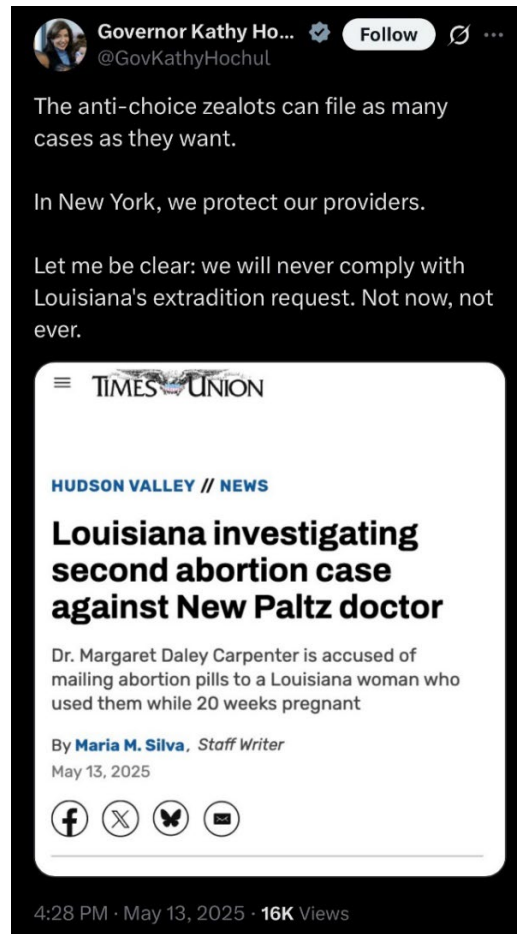 Governor Kathy Ho...
Follow
@GovKathyHochul
The anti-choice zealots can file as many
cases as they want.
In New York, we protect our providers.
Let me be clear: we will never comply with
Louisiana's extradition request. Not now, not
ever.
TIMES UNION
HUDSON VALLEY // NEWS
Louisiana investigating
second abortion case
against New Paltz doctor
Dr. Margaret Daley Carpenter is accused of
mailing abortion pills to a Louisiana woman who
used them while 20 weeks pregnant
By Maria M. Silva, Staff Writer
May 13, 2025
4:28 PM · May 13, 2025 · 16K Views